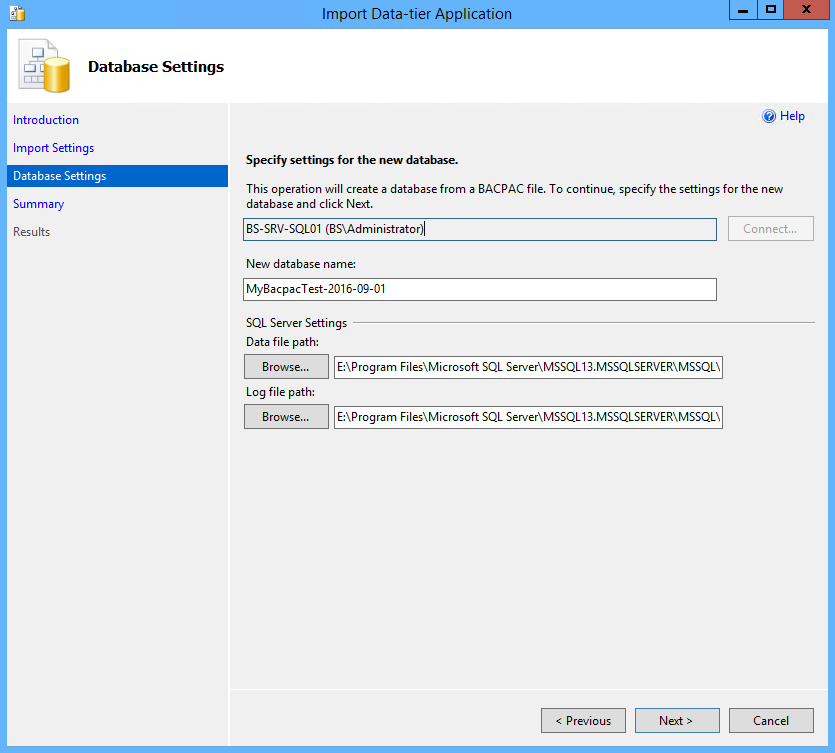 Import Data-tier Application
Database Settings
Introduction
Import Settings
Database Settings
Summary
Results
Help
Specify settings for the new database.
This operation will create a database from a BACPAC file. To continue, specify the settings for the new
database and click Next.
BS-SRV-SQL01 (BS\Administrator)
Connect...
New database name:
MyBacpacTest-2016-09-01
SQL Server Settings
Data file path:
Browse...
E:\Program Files\Microsoft SQL Server\MSSQL13.MSSQLSERVER\MSSQL\
Log file path:
Browse...
E:\Program Files\Microsoft SQL Server\MSSQL13.MSSQLSERVER\MSSQL\
< Previous
Next >
Cancel